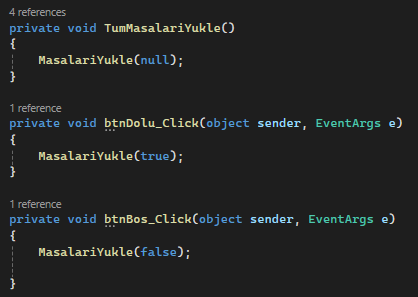 4 references
private void TumMasalariYukle()
{
    MasalariYukle(null);
}
1 reference
private void btnDolu_Click(object sender, EventArgs e)
{
    MasalariYukle(true);
}
1 reference
private void btnBos_Click(object sender, EventArgs e)
{
    MasalariYukle(false);
}